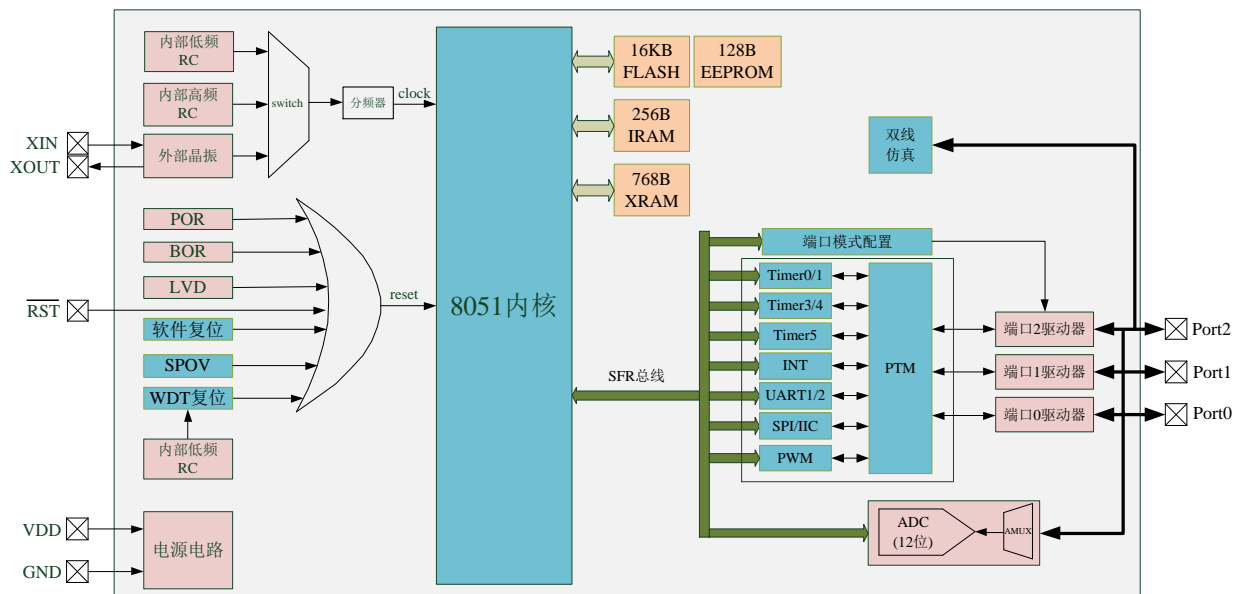 内部低频
RC
内部高频
RC
外部晶振
XIN
XOUT
switch
分频器
clock
POR
BOR
LVD
RST
软件复位
SPOV
WDT复位
内部低频
RC
reset
VDD
GND
电源电路
8051内核
16KB
FLASH
128B
EEPROM
256B
IRAM
768B
XRAM
双线
仿真
SFR总线
端口模式配置
Timer0/1
Timer3/4
Timer5
INT
UART1/2
SPI/IIC
PWM
PTM
端口2驱动器
端口1驱动器
端口0驱动器
Port2
Port1
Port0
ADC
(12位)
AMUX